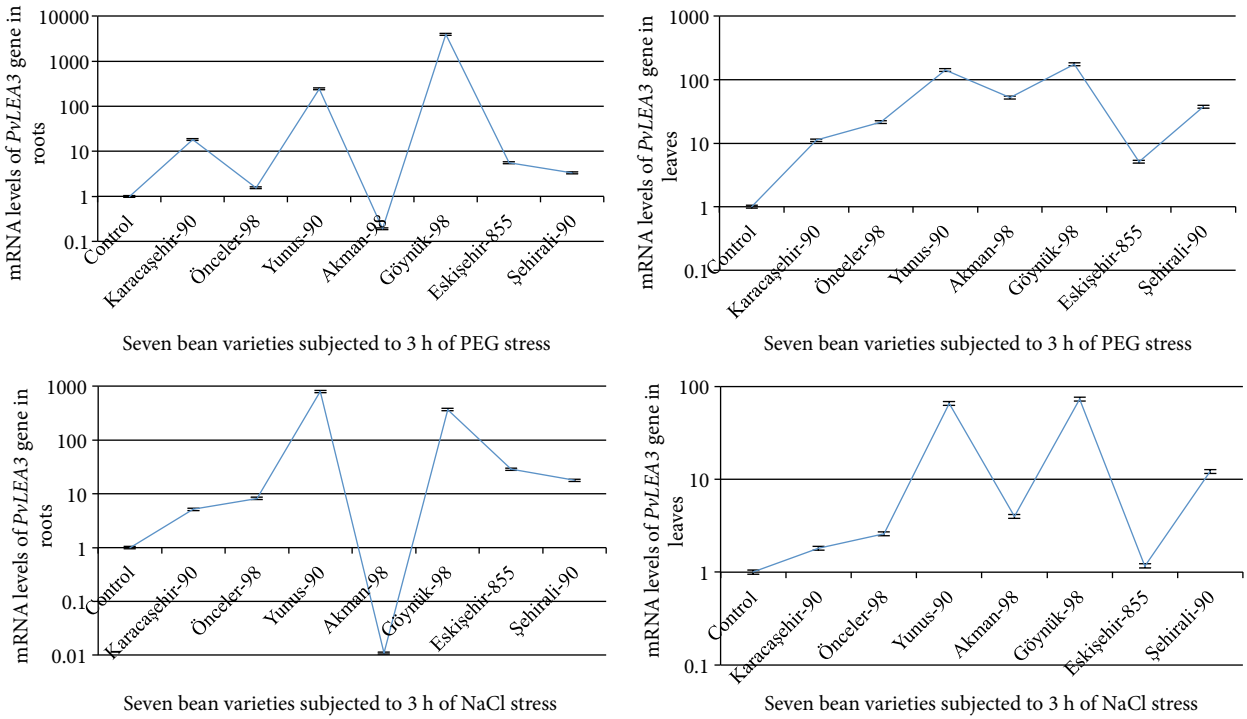 mRNA levels of PvLEA3 gene in
roots
10000
1000
100
10
1
0.1
Control
Karacaşehir-90
Önceler-98
Yunus-90
Akman-98
Göynük-98
Eskişehir-855
Şehirali-90
Seven bean varieties subjected to 3 h of PEG stress
mRNA levels of PvLEA3 gene in
leaves
1000
100
10
1
0.1
Control
Karacaşehir-90
Önceler-98
Yunus-90
Akman-98
Göynük-98
Eskişehir-855
Şehirali-90
Seven bean varieties subjected to 3 h of PEG stress
mRNA levels of PvLEA3 gene in
roots
1000
100
10
1
0.1
0.01
Control
Karacaşehir-90
Önceler-98
Yunus-90
Akman-98
Göynük-98
Eskişehir-855
Şehirali-90
Seven bean varieties subjected to 3 h of NaCl stress
mRNA levels of PvLEA3 gene in
leaves
100
10
1
0.1
Control
Karacaşehir-90
Önceler-98
Yunus-90
Akman-98
Göynük-98
Eskişehir-855
Şehirali-90
Seven bean varieties subjected to 3 h of NaCl stress